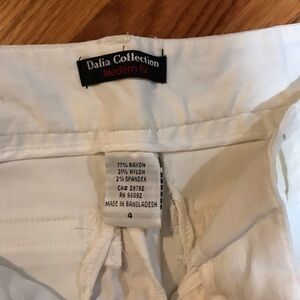 Dalia Collection
Modern fit
77% RAYON
21% NYLON
2% SPANDEX
CA# 28792
RN 96092
MADE IN BANGLADESH
4